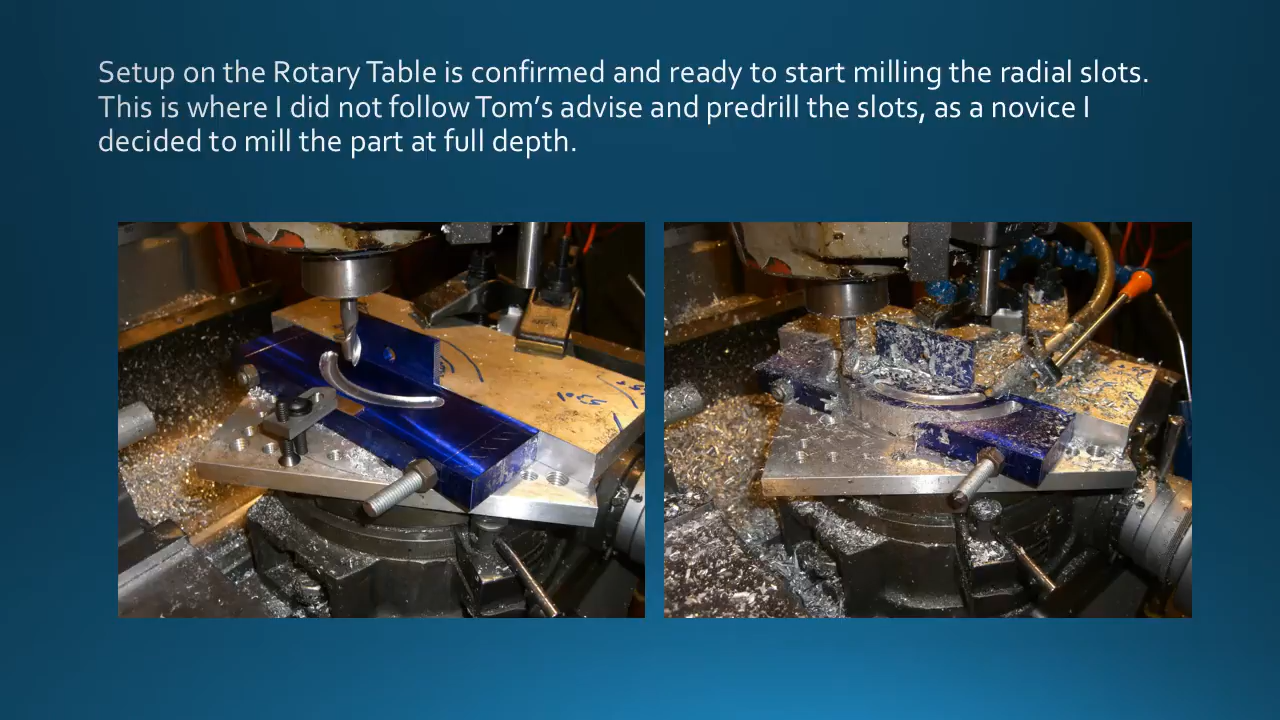 Setup on the Rotary Table is confirmed and ready to start milling the radial slots.
This is where I did not follow Tom’s advise and predrill the slots, as a novice I
decided to mill the part at full depth.